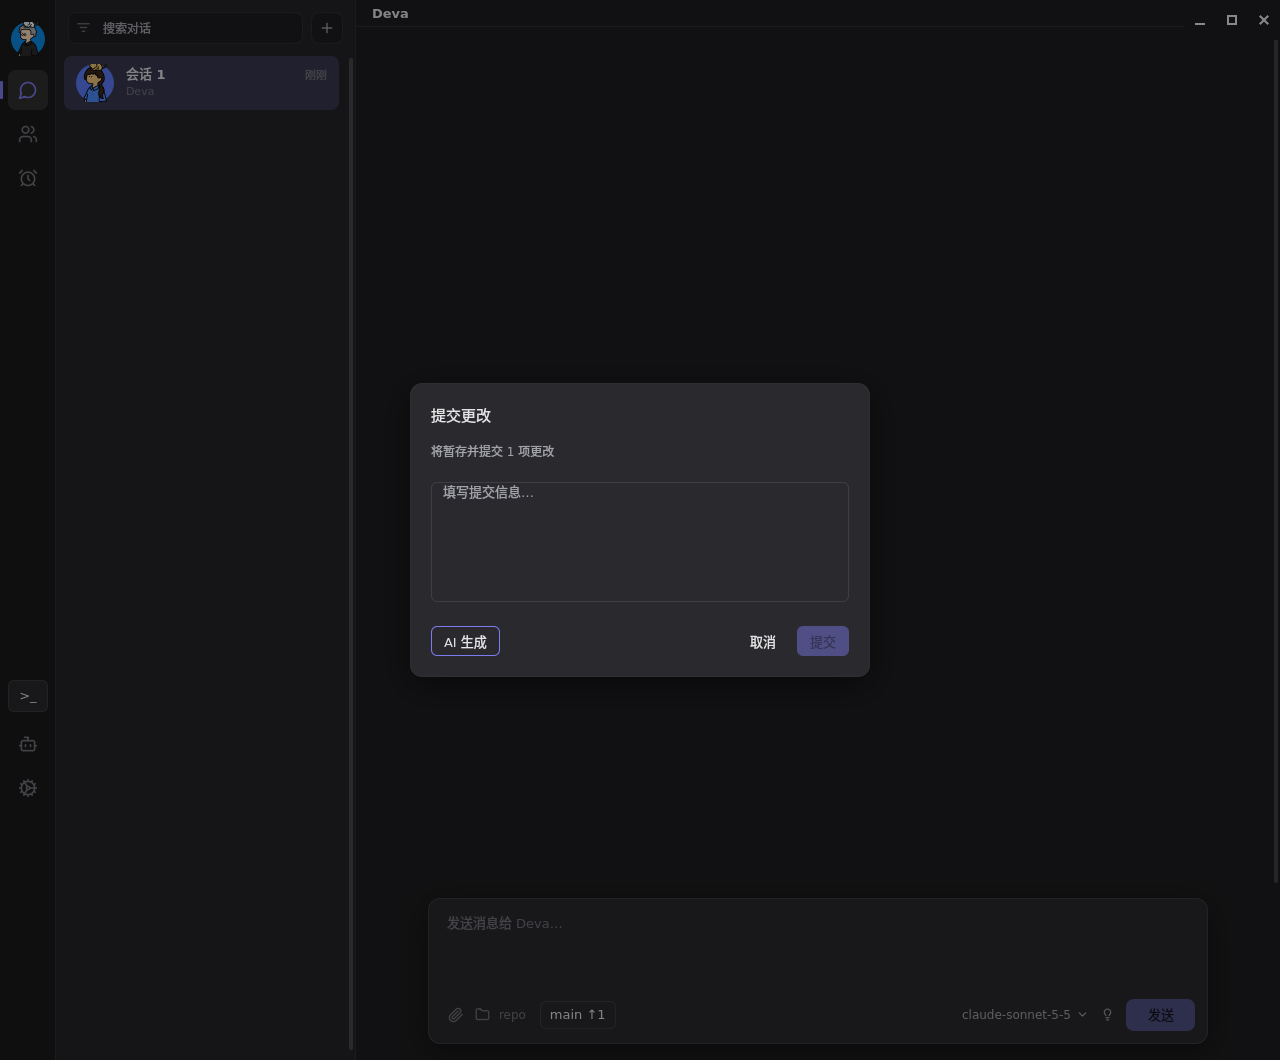 搜索对话
会话 1
刚刚
Deva
>_
Deva
提交更改
将暂存并提交 1 项更改
填写提交信息...
AI 生成
取消
提交
发送消息给 Deva...
repo
main ↑1
claude-sonnet-5-5
发送